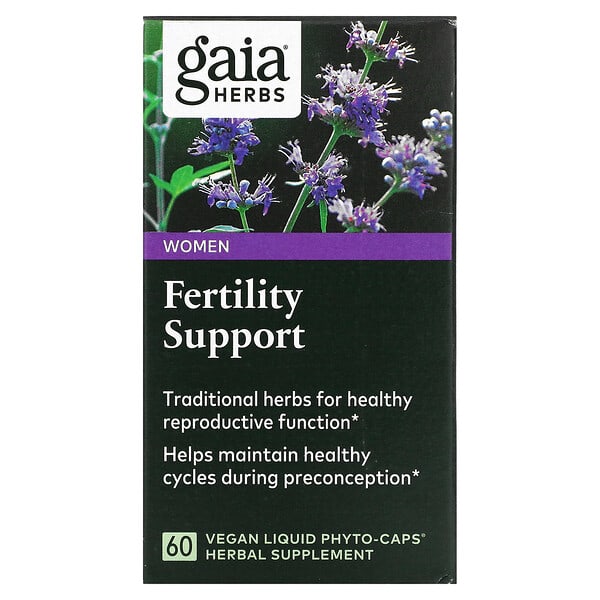 gaia®
HERBS
WOMEN
Fertility
Support
Traditional herbs for healthy
reproductive function*
Helps maintain healthy
cycles during preconception*
60 VEGAN LIQUID PHYTO-CAPS®
HERBAL SUPPLEMENT